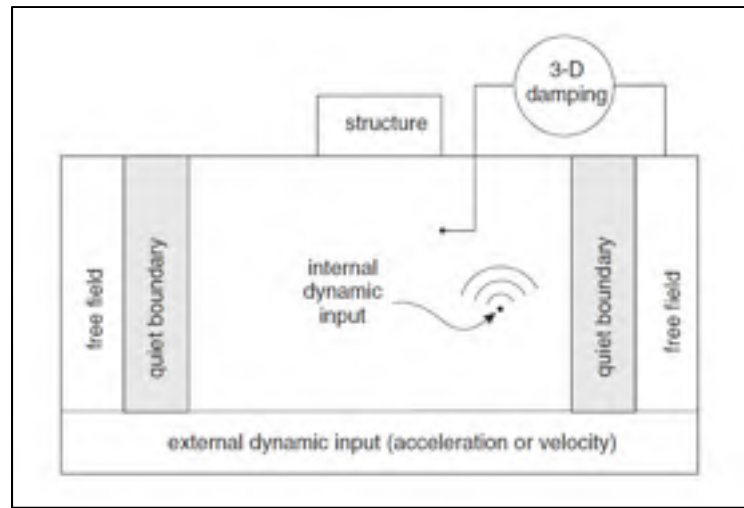 3-D
damping
structure
free field
quiet boundary
internal
dynamic
input
quiet boundary
free field
external dynamic input (acceleration or velocity)